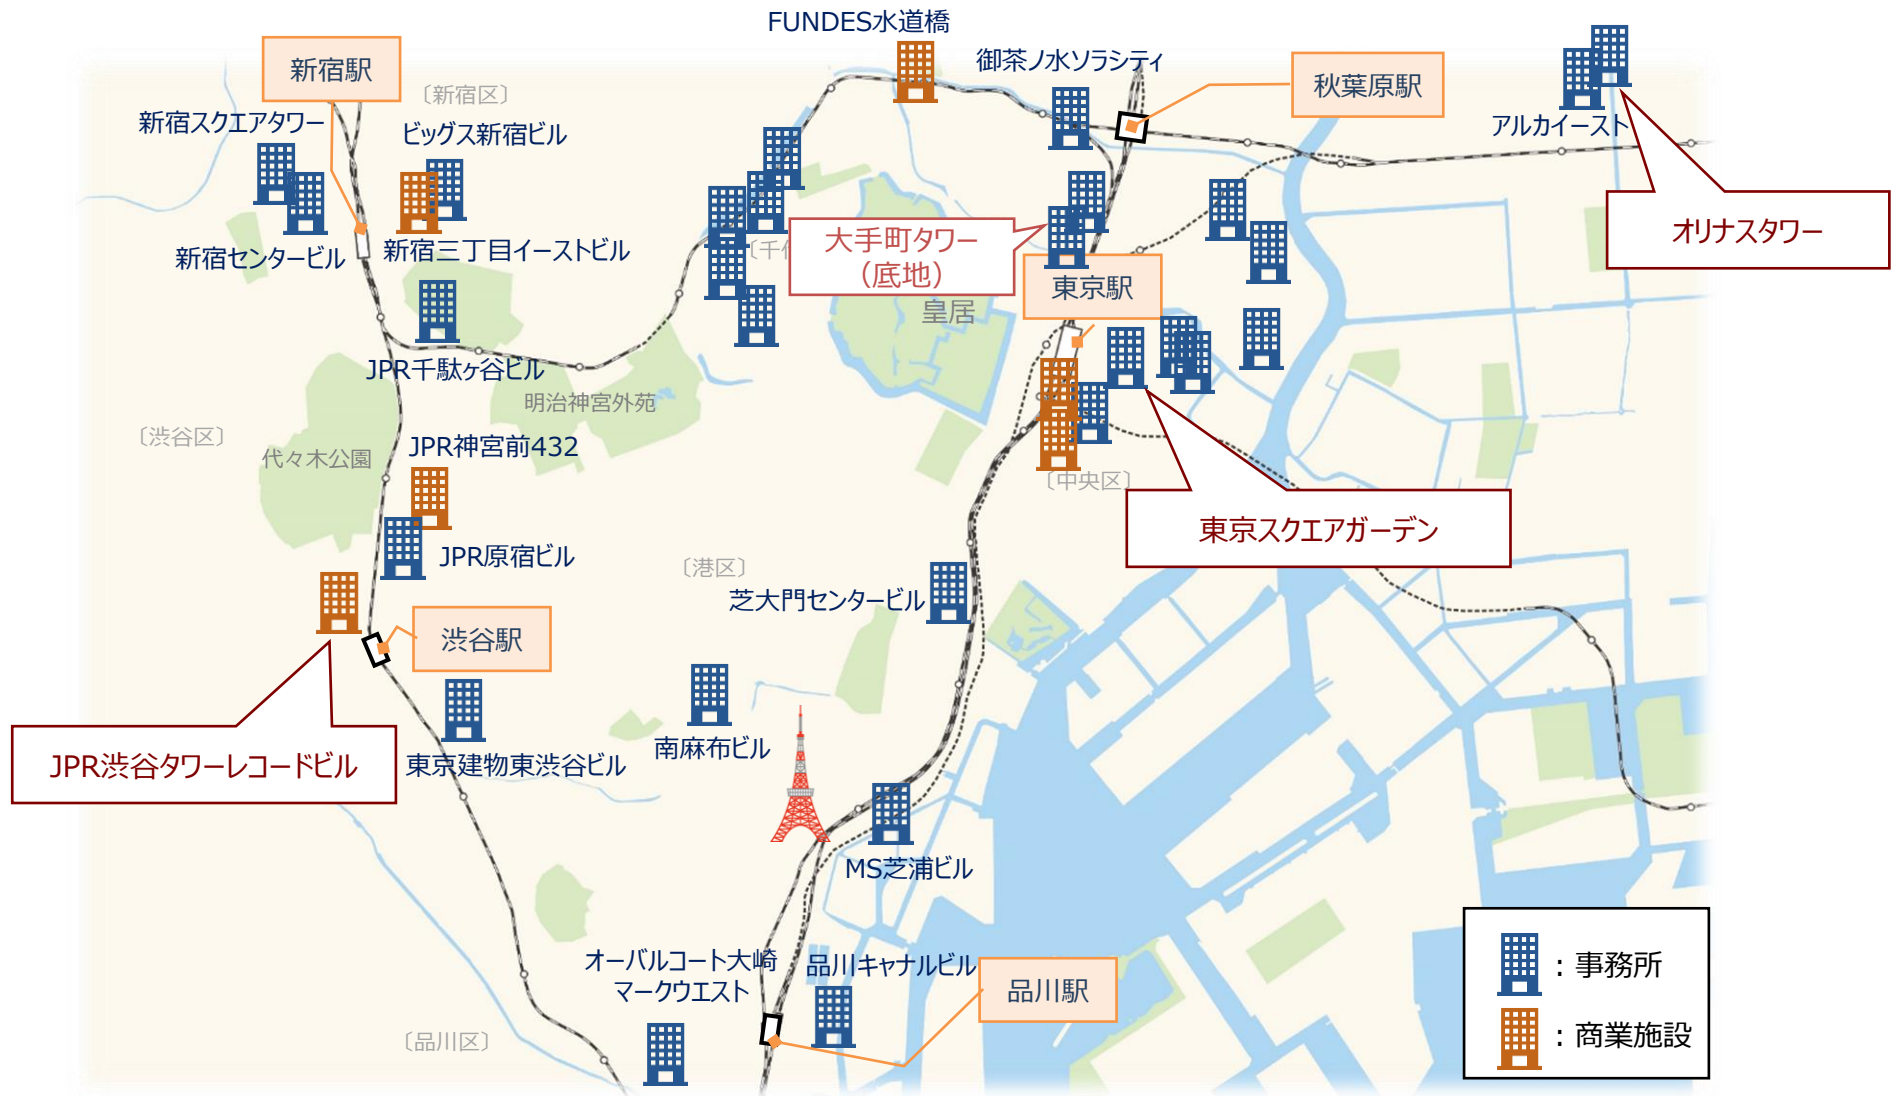 FUNDES水道橋
新宿駅
御茶ノ水ソラシティ
秋葉原駅
〔新宿区〕
新宿スクエアタワー
ビッグス新宿ビル
アルカイースト
大手町タワー
（底地）
オリナスタワー
新宿センタービル
新宿三丁目イーストビル
〔千代
東京駅
皇居
JPR千駄ヶ谷ビル
明治神宮外苑
〔渋谷区〕
代々木公園
JPR神宮前432
〔中央区〕
東京スクエアガーデン
JPR原宿ビル
〔港区〕
芝大門センタービル
渋谷駅
JPR渋谷タワーレコードビル
東京建物東渋谷ビル
南麻布ビル
MS芝浦ビル
オーバルコート大崎
マークウエスト
品川キャナルビル
品川駅
〔品川区〕
：事務所
：商業施設